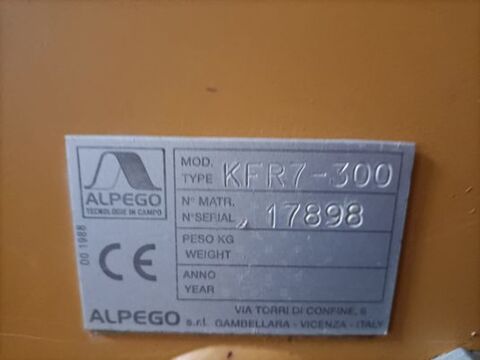 ALPEGO
TECNOLOGIE IN CAMPO
00 1988
CE
MOD.
TYPE KFR7-300
N° MATR.
N° SERIAL 17898
PESO KG
WEIGHT
ANNO
YEAR
ALPEGO s.r.l.
VIA TORRI DI CONFINE, 6
GAMBELLARA - VICENZA - ITALY